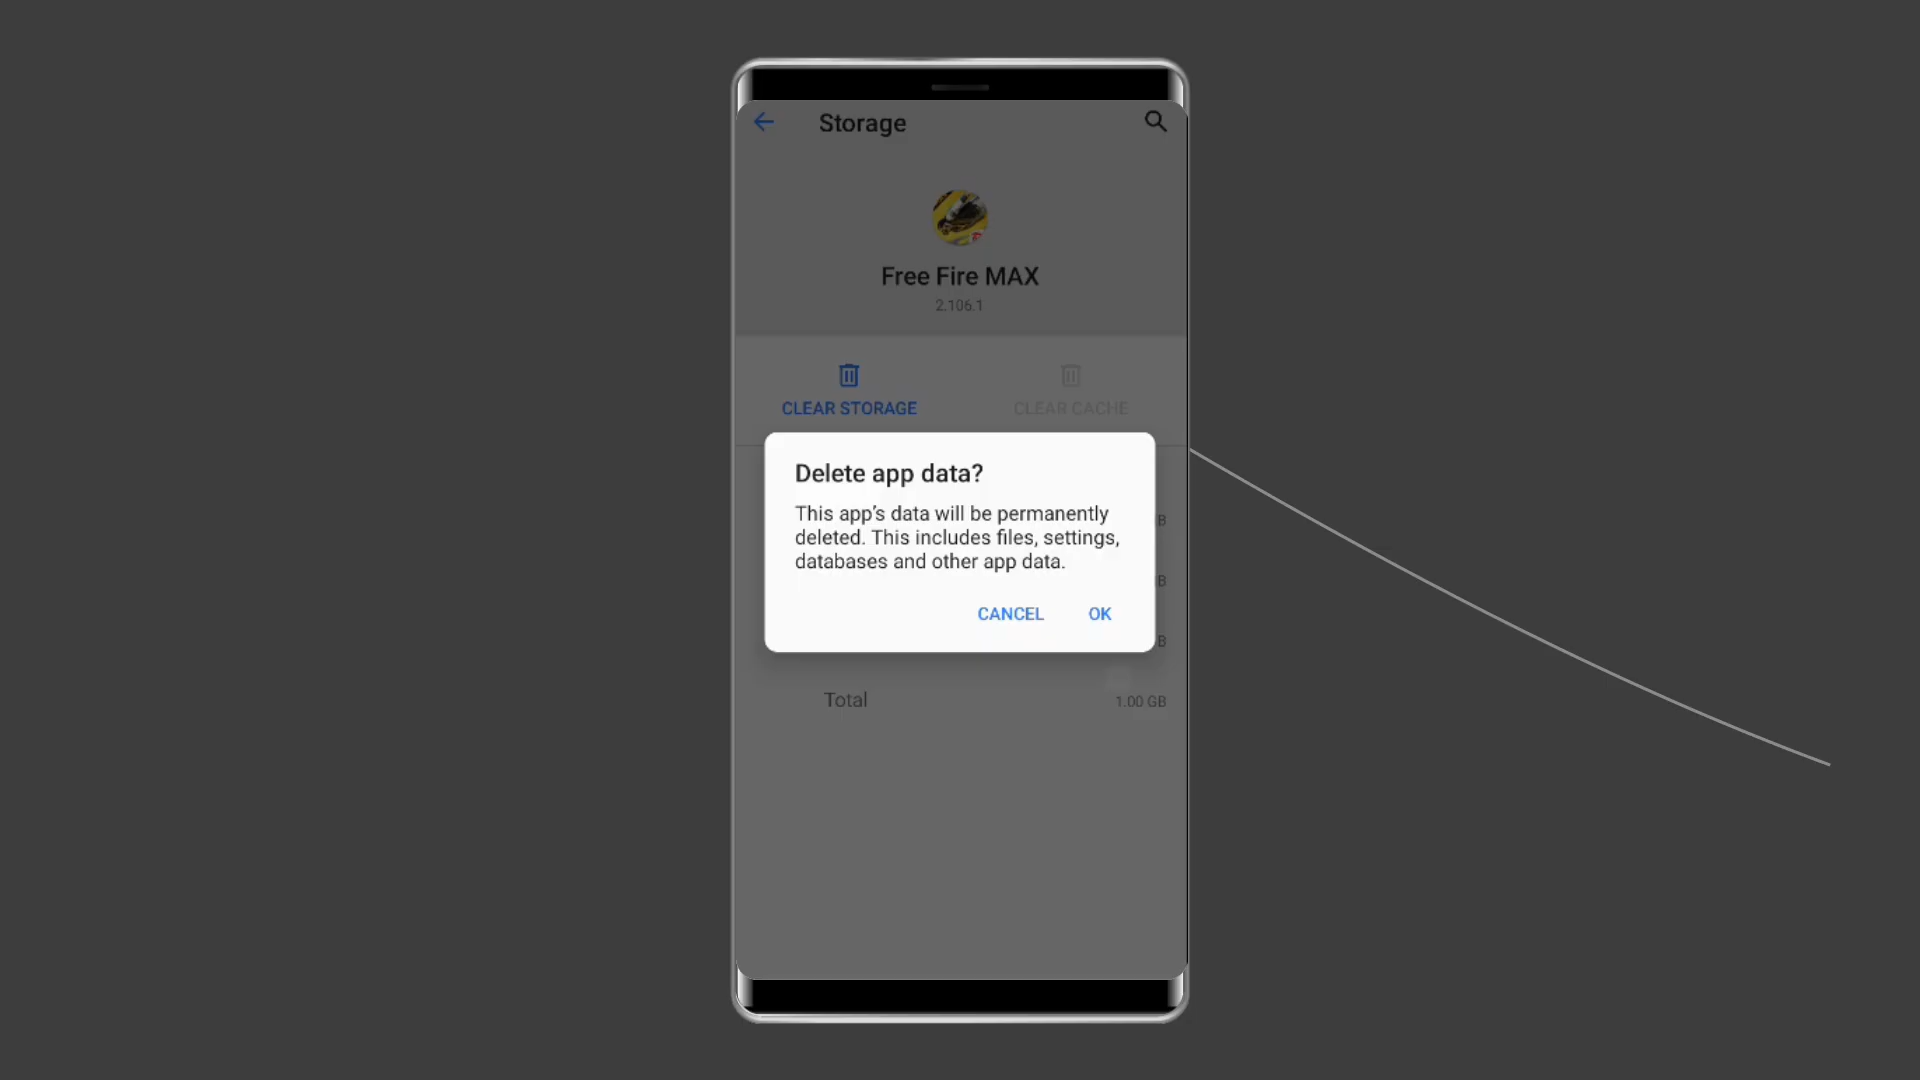 Storage
Free Fire MAX
2.106.1
CLEAR STORAGE
CLEAR CACHE
Delete app data?
This app's data will be permanently
deleted. This includes files, settings,
databases and other app data.
B
B
CANCEL OK
B
Total 1.00 GB